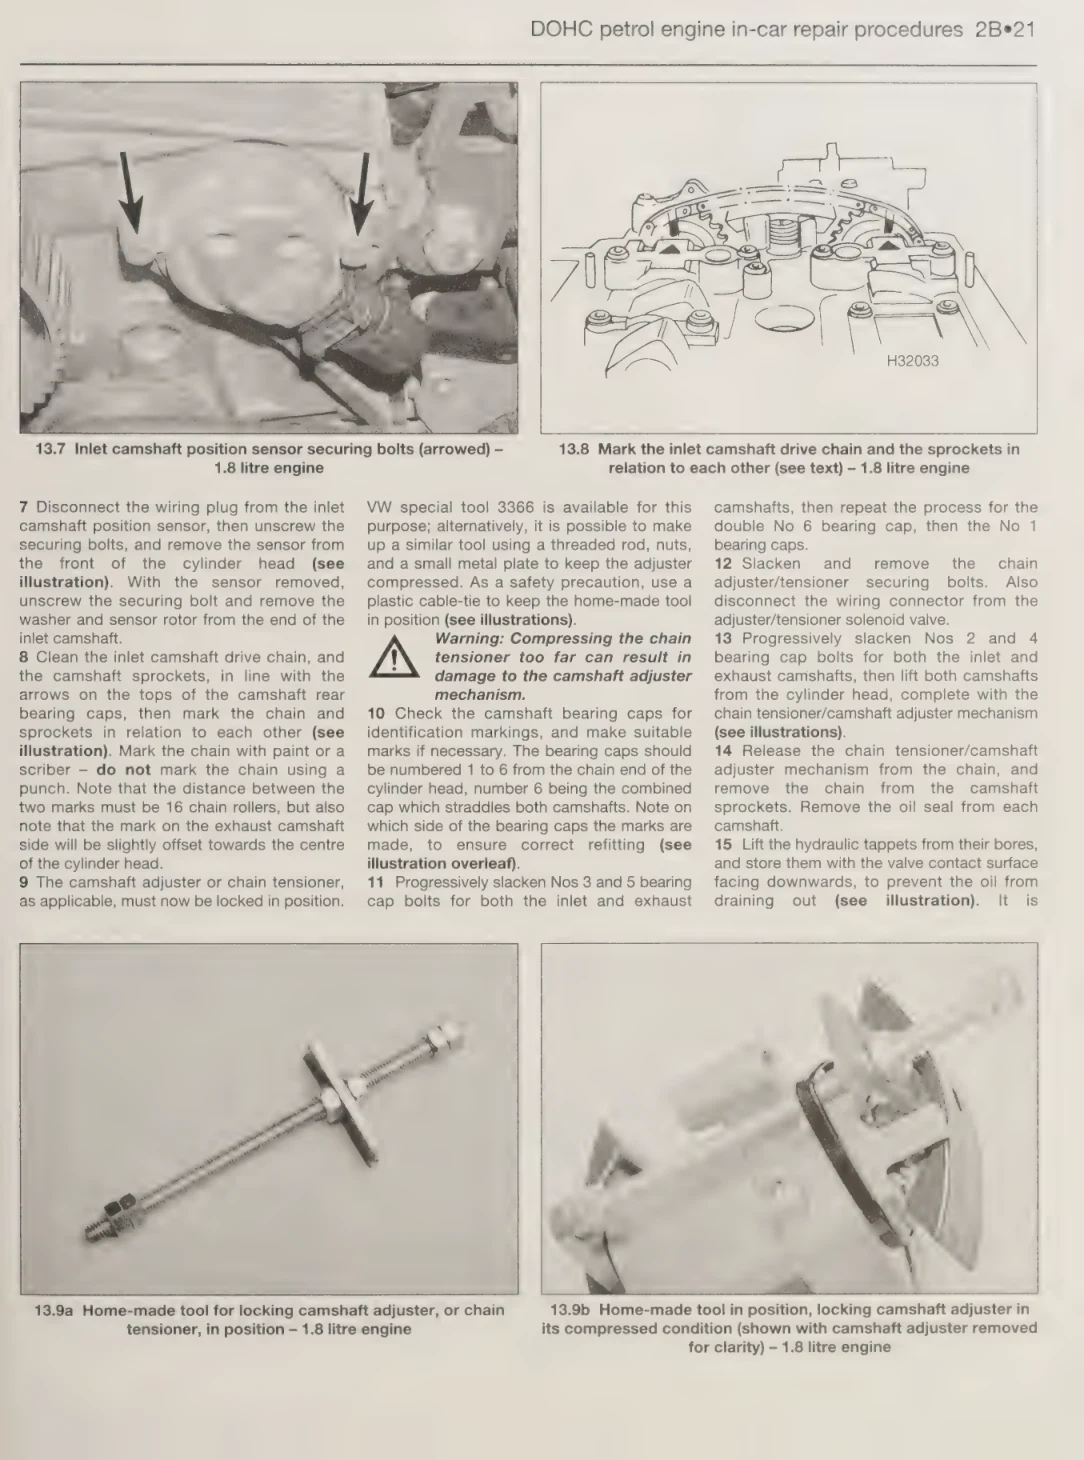 DOHC petrol engine in-car repair procedures 2B•21
13.7 Inlet camshaft position sensor securing bolts (arrowed) –
1.8 litre engine
H32033
13.8 Mark the inlet camshaft drive chain and the sprockets in
relation to each other (see text) – 1.8 litre engine
7 Disconnect the wiring plug from the inlet
camshaft position sensor, then unscrew the
securing bolts, and remove the sensor from
the front of the cylinder head (see
illustration). With the sensor removed,
unscrew the securing bolt and remove the
washer and sensor rotor from the end of the
inlet camshaft.
8 Clean the inlet camshaft drive chain, and
the camshaft sprockets, in line with the
arrows on the tops of the camshaft rear
bearing caps, then mark the chain and
sprockets in relation to each other (see
illustration). Mark the chain with paint or a
scriber – do not mark the chain using a
punch. Note that the distance between the
two marks must be 16 chain rollers, but also
note that the mark on the exhaust camshaft
side will be slightly offset towards the centre
of the cylinder head.
9 The camshaft adjuster or chain tensioner,
as applicable, must now be locked in position.
VW special tool 3366 is available for this
purpose; alternatively, it is possible to make
up a similar tool using a threaded rod, nuts,
and a small metal plate to keep the adjuster
compressed. As a safety precaution, use a
plastic cable-tie to keep the home-made tool
in position (see illustrations).
Warning: Compressing the chain
tensioner too far can result in
damage to the camshaft adjuster
mechanism.
10 Check the camshaft bearing caps for
identification markings, and make suitable
marks if necessary. The bearing caps should
be numbered 1 to 6 from the chain end of the
cylinder head, number 6 being the combined
cap which straddles both camshafts. Note on
which side of the bearing caps the marks are
made, to ensure correct refitting (see
illustration overleaf).
11 Progressively slacken Nos 3 and 5 bearing
cap bolts for both the inlet and exhaust
camshafts, then repeat the process for the
double No 6 bearing cap, then the No 1
bearing caps.
12 Slacken and remove the chain
adjuster/tensioner securing bolts. Also
disconnect the wiring connector from the
adjuster/tensioner solenoid valve.
13 Progressively slacken Nos 2 and 4
bearing cap bolts for both the inlet and
exhaust camshafts, then lift both camshafts
from the cylinder head, complete with the
chain tensioner/camshaft adjuster mechanism
(see illustrations).
14 Release the chain tensioner/camshaft
adjuster mechanism from the chain, and
remove the chain from the camshaft
sprockets. Remove the oil seal from each
camshaft.
15 Lift the hydraulic tappets from their bores,
and store them with the valve contact surface
facing downwards, to prevent the oil from
draining out (see illustration). It is
13.9a Home-made tool for locking camshaft adjuster, or chain
tensioner, in position – 1.8 litre engine
13.9b Home-made tool in position, locking camshaft adjuster in
its compressed condition (shown with camshaft adjuster removed
for clarity) – 1.8 litre engine